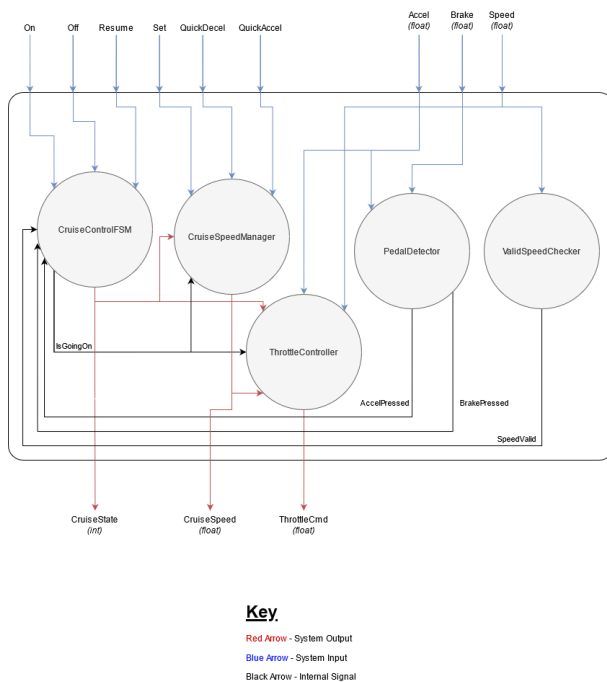 On Off Resume Set QuickDecel QuickAccel Accel Brake Speed
(float) (float) (float)
CruiseControlFSM
CruiseSpeedManager
PedalDetector
ValidSpeedChecker
IsGoingOn
ThrottleController
AccelPressed
BrakePressed
SpeedValid
CruiseState CruiseSpeed ThrottleCmd
(int) (float) (float)
Key
Red Arrow - System Output
Blue Arrow - System Input
Black Arrow - Internal Signal